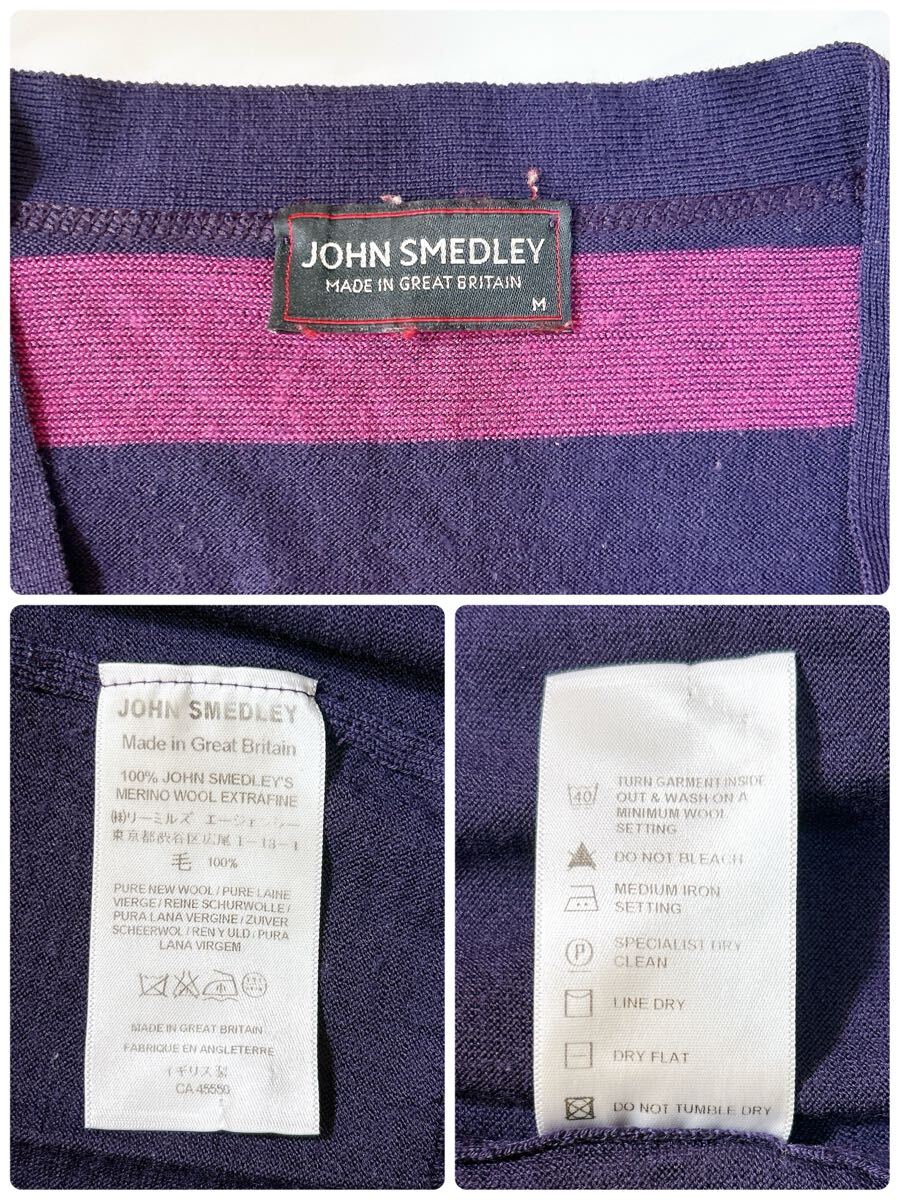 JOHN SMEDLEY
MADE IN GREAT BRITAIN
M
JOHN SMEDLEY
Made in Great Britain
100% JOHN SMEDLEY'S
MERINO WOOL EXTRAFINE
㈱リーミルズ エージェンシー
東京都渋谷区広尾1-13-1
毛 100%
PURE NEW WOOL / PURE LAINE
VIERGE / REINE SCHURWOLLE /
PURA LANA VERGINE / ZUIVER
SCHEERWOL / REN Y ULD / PURA
LANA VIRGEM
MADE IN GREAT BRITAIN
FABRIQUE EN ANGLETERRE
イギリス製
CA 45550
40
TURN GARMENT INSIDE
OUT & WASH ON A
MINIMUM WOOL
SETTING
DO NOT BLEACH
MEDIUM IRON
SETTING
P
SPECIALIST DRY
CLEAN
LINE DRY
DRY FLAT
DO NOT TUMBLE DRY